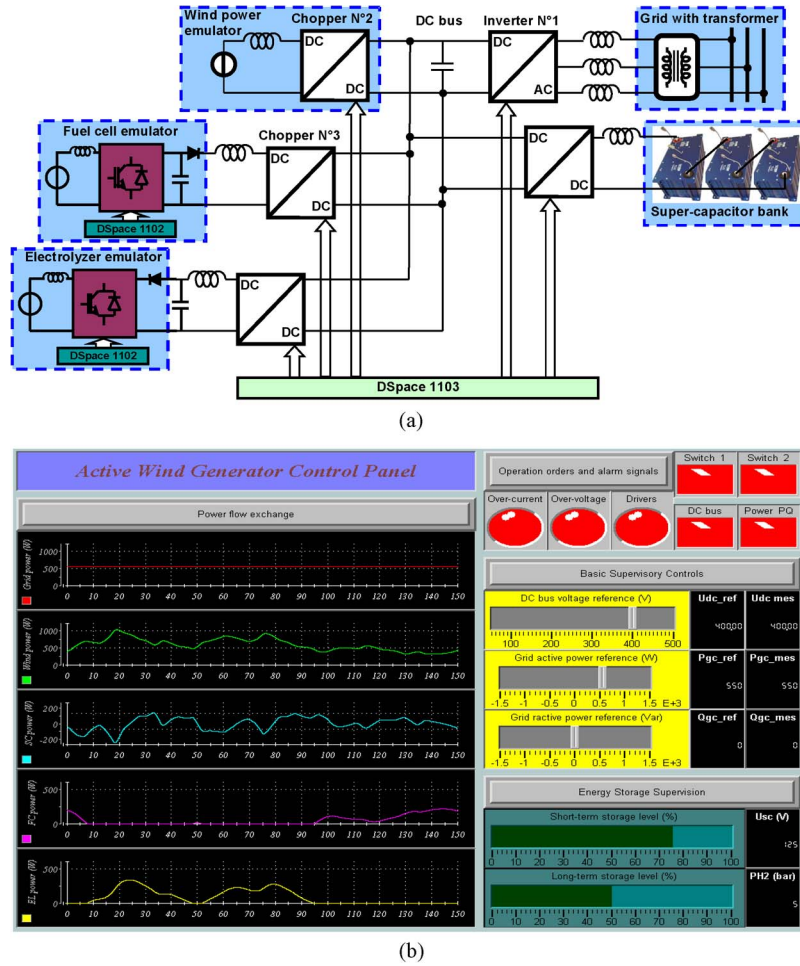 Wind power
emulator
Chopper N°2
DC
DC
DC bus
Inverter N°1
DC
AC
Grid with transformer
Fuel cell emulator
DSpace 1102
Chopper N°3
DC
DC
DC
DC
Super-capacitor bank
Electrolyzer emulator
DSpace 1102
DC
DC
DSpace 1103
(a)
Active Wind Generator Control Panel
Power flow exchange
Grid power (W)
1000
500
0
0 10 20 30 40 50 60 70 80 90 100 110 120 130 140 150
Wind power (W)
1000
500
0
0 10 20 30 40 50 60 70 80 90 100 110 120 130 140 150
SC power (W)
200
0
-200
0 10 20 30 40 50 60 70 80 90 100 110 120 130 140 150
FC power (W)
500
0
0 10 20 30 40 50 60 70 80 90 100 110 120 130 140 150
EL power (W)
500
0
0 10 20 30 40 50 60 70 80 90 100 110 120 130 140 150
Operation orders and alarm signals
Switch 1 Switch 2
Over-current Over-voltage Drivers
DC bus Power PQ
Basic Supervisory Controls
DC bus voltage reference (V)
100 200 300 400 500
Udc_ref Udc mes
400,00 400,00
Grid active power reference (W)
-1.5 -1 -0.5 0 0.5 1 1.5
E+3
Pgc_ref Pgc_mes
550 550
Grid ractive power reference (Var)
-1.5 -1 -0.5 0 0.5 1 1.5
E+3
Qgc_ref Qgc_mes
0 0
Energy Storage Supervision
Short-term storage level (%)
0 10 20 30 40 50 60 70 80 90 100
Usc (V)
125
Long-term storage level (%)
0 10 20 30 40 50 60 70 80 90 100
PH2 (bar)
5
(b)